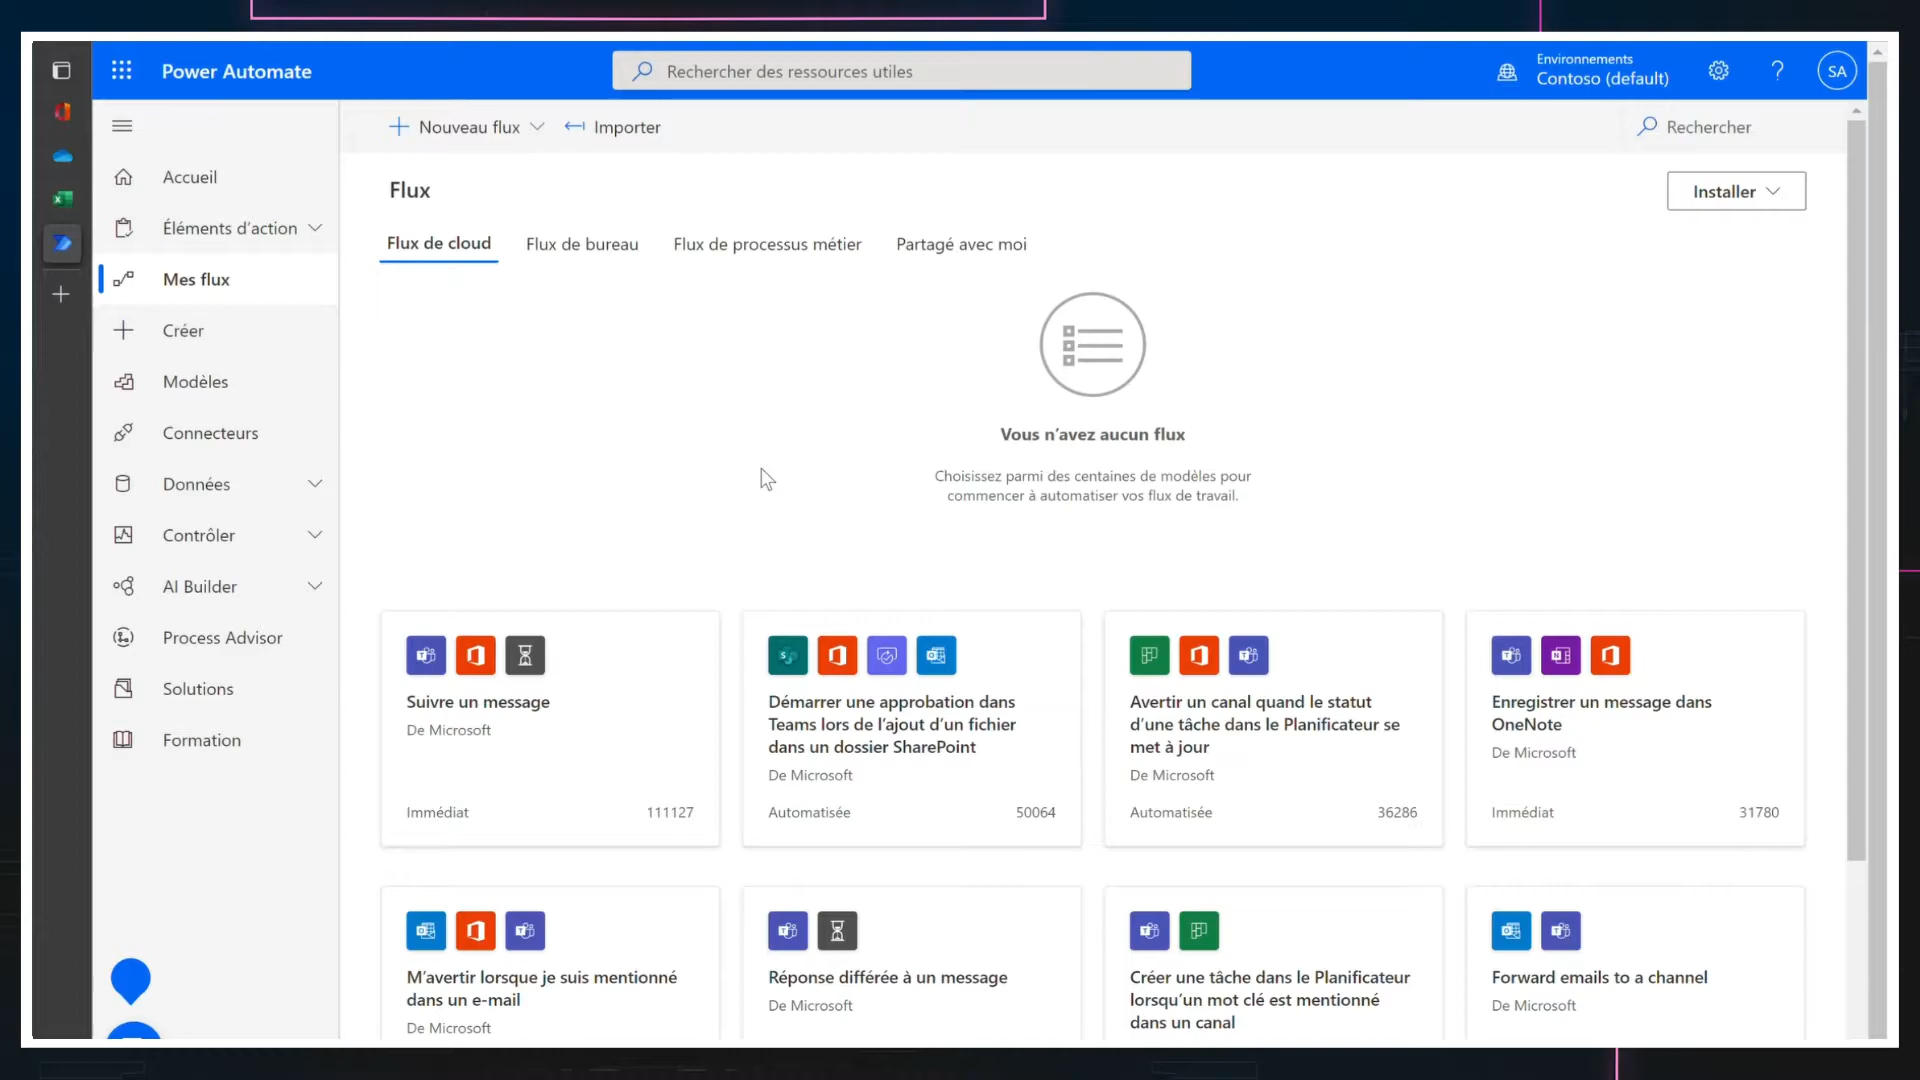 Power Automate
Rechercher des ressources utiles
Environnements
Contoso (default)
SA
Nouveau flux
Importer
Rechercher
Accueil
Éléments d’action
Mes flux
Créer
Modèles
Connecteurs
Données
Contrôler
AI Builder
Process Advisor
Solutions
Formation
Flux
Installer
Flux de cloud
Flux de bureau
Flux de processus métier
Partagé avec moi
Vous n’avez aucun flux
Choisissez parmi des centaines de modèles pour
commencer à automatiser vos flux de travail.
Suivre un message
De Microsoft
Immédiat
111127
Démarrer une approbation dans
Teams lors de l’ajout d’un fichier
dans un dossier SharePoint
De Microsoft
Automatisée
50064
Avertir un canal quand le statut
d’une tâche dans le Planificateur se
met à jour
De Microsoft
Automatisée
36286
Enregistrer un message dans
OneNote
De Microsoft
Immédiat
31780
M’avertir lorsque je suis mentionné
dans un e-mail
De Microsoft
Réponse différée à un message
De Microsoft
Créer une tâche dans le Planificateur
lorsqu’un mot clé est mentionné
dans un canal
Forward emails to a channel
De Microsoft